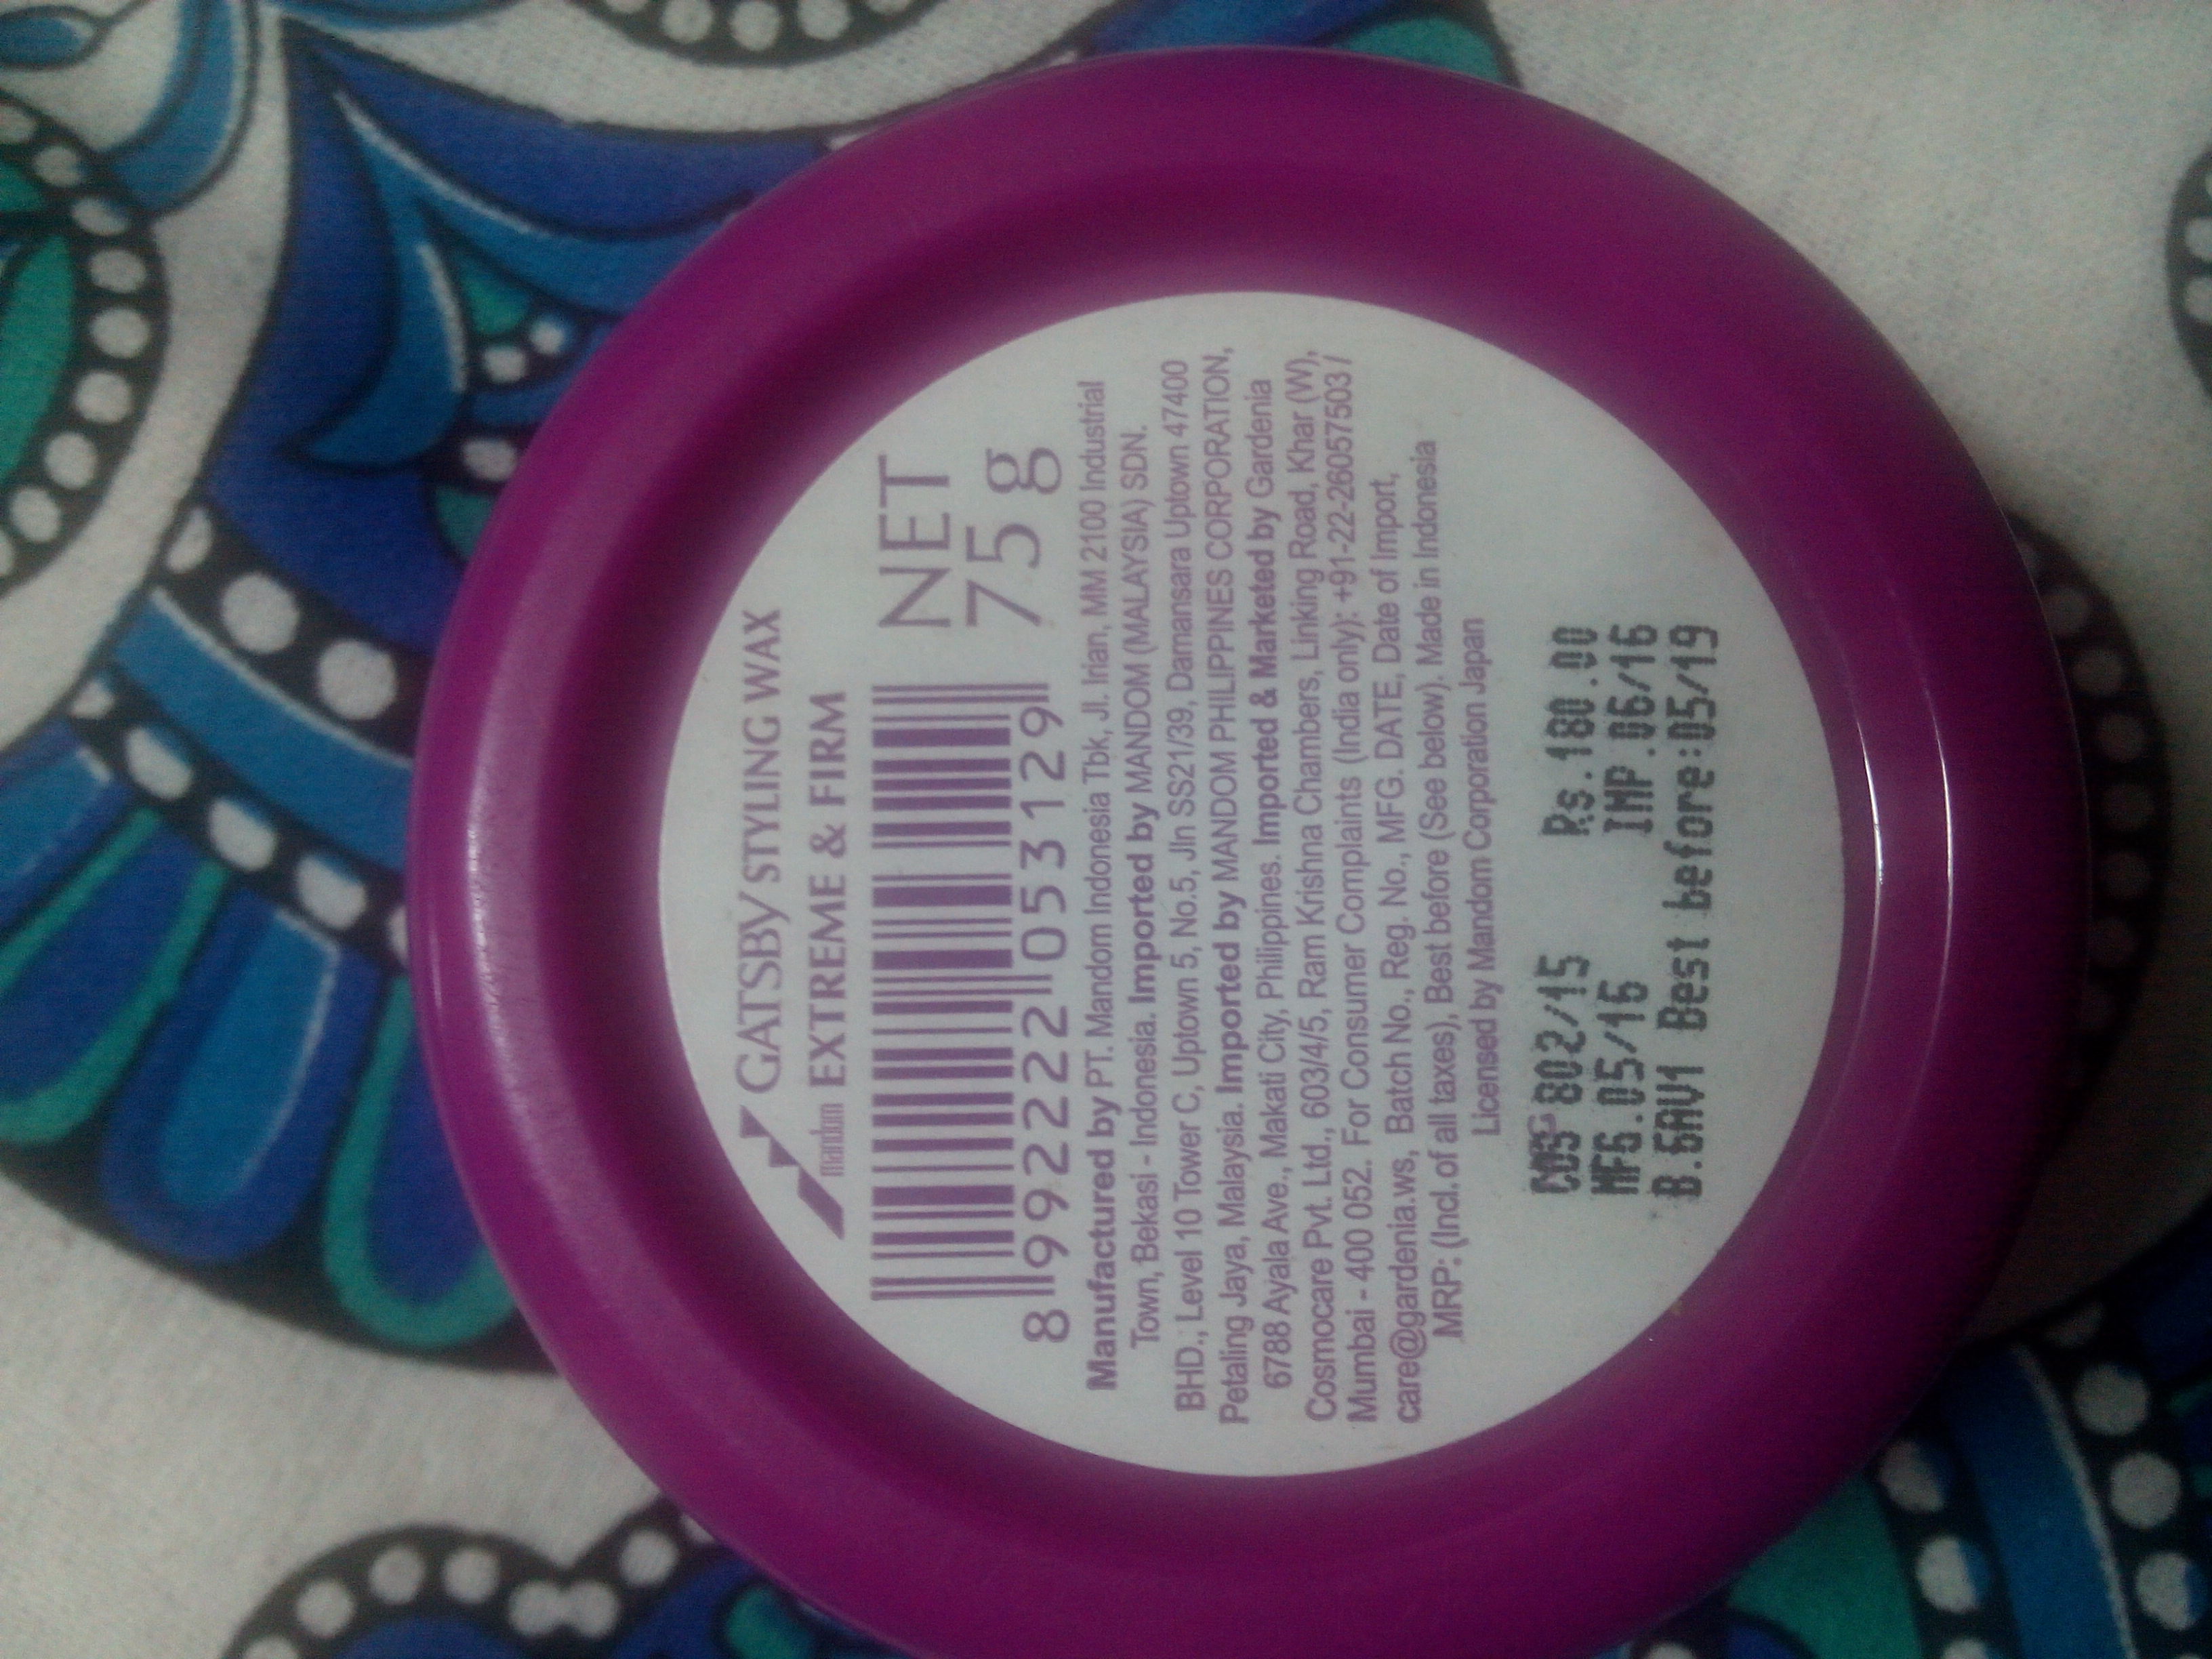 GATSBY STYLING WAX
mandom EXTREME & FIRM
NET
75 g
8 992222 053129
Manufactured by PT. Mandom Indonesia Tbk, Jl. Irian, MM 2100 Industrial
Town, Bekasi - Indonesia. Imported by MANDOM (MALAYSIA) SDN.
BHD., Level 10 Tower C, Uptown 5, No.5, Jln SS21/39, Damansara Uptown 47400
Petaling Jaya, Malaysia. Imported by MANDOM PHILIPPINES CORPORATION,
6788 Ayala Ave., Makati City, Philippines. Imported & Marketed by Gardenia
Cosmocare Pvt. Ltd., 603/4/5, Ram Krishna Chambers, Linking Road, Khar (W),
Mumbai - 400 052. For Consumer Complaints (India only): +91-22-26057503 /
care@gardenia.ws, Batch No., Reg. No., MFG. DATE, Date of Import,
MRP: (Incl. of all taxes), Best before (See below). Made in Indonesia
Licensed by Mandom Corporation Japan
COS 802/15 Rs.180.00
MFG.05/16 IMP.06/16
B.6AV1 Best before:05/19